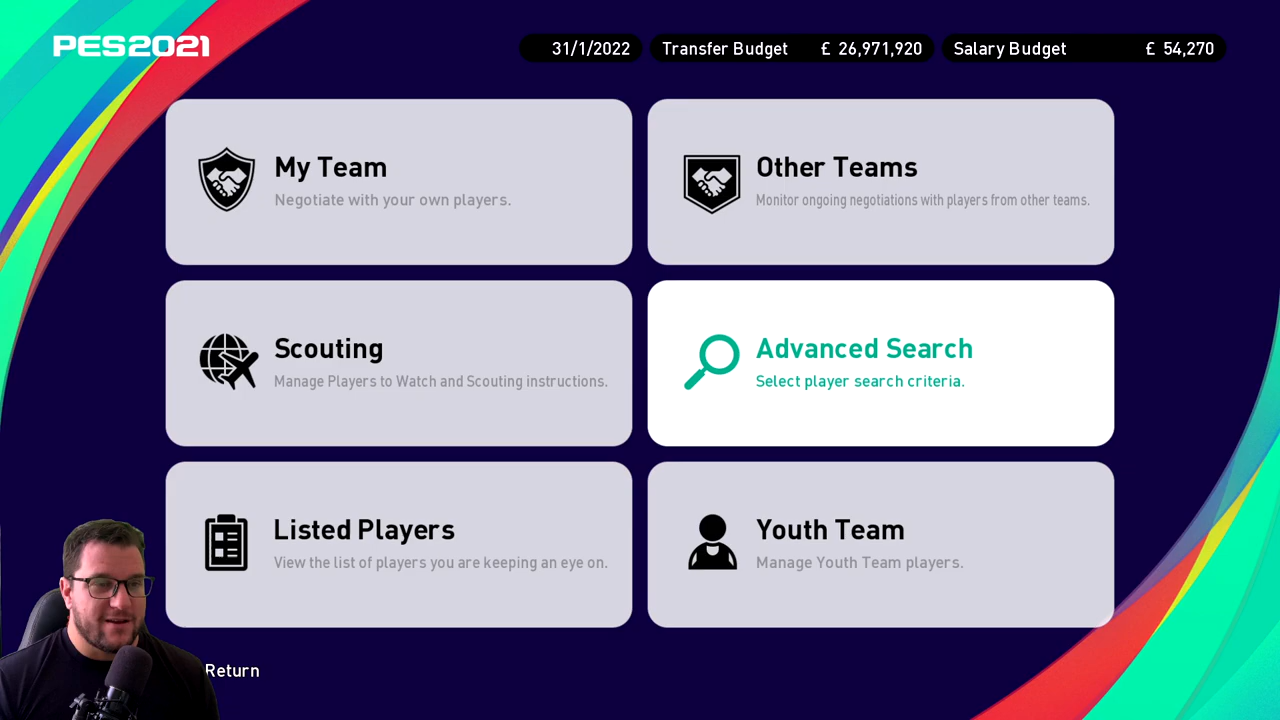 PES2021
31/1/2022 Transfer Budget £ 26,971,920 Salary Budget £ 54,270
My Team
Negotiate with your own players.
Other Teams
Monitor ongoing negotiations with players from other teams.
Scouting
Manage Players to Watch and Scouting instructions.
Advanced Search
Select player search criteria.
Listed Players
View the list of players you are keeping an eye on.
Youth Team
Manage Youth Team players.
Return